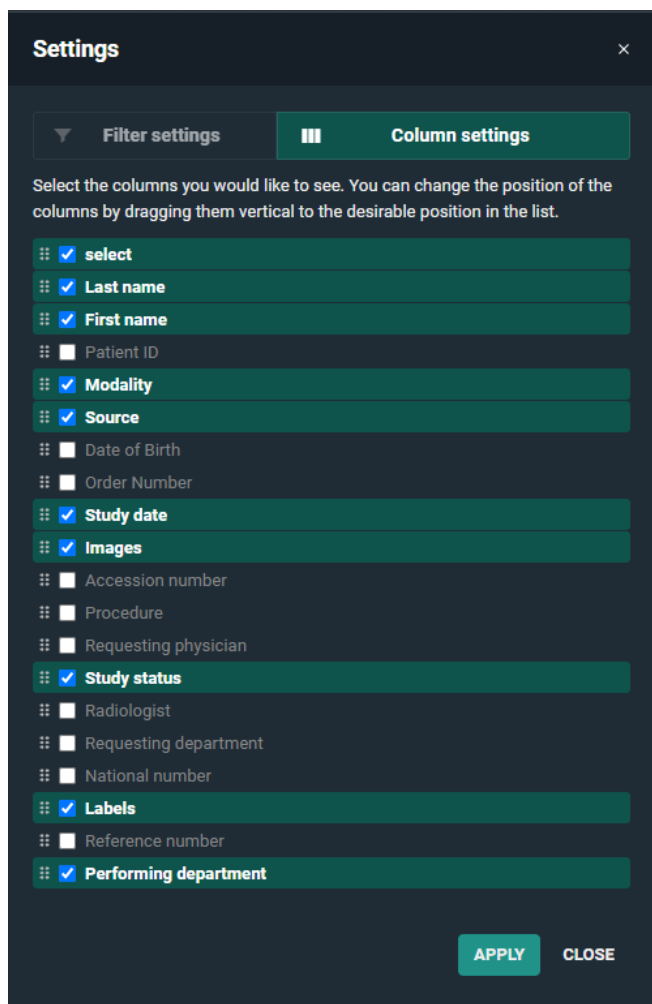 Settings
×
Filter settings
Column settings
Select the columns you would like to see. You can change the position of the
columns by dragging them vertical to the desirable position in the list.
select
Last name
First name
Patient ID
Modality
Source
Date of Birth
Order Number
Study date
Images
Accession number
Procedure
Requesting physician
Study status
Radiologist
Requesting department
National number
Labels
Reference number
Performing department
APPLY
CLOSE